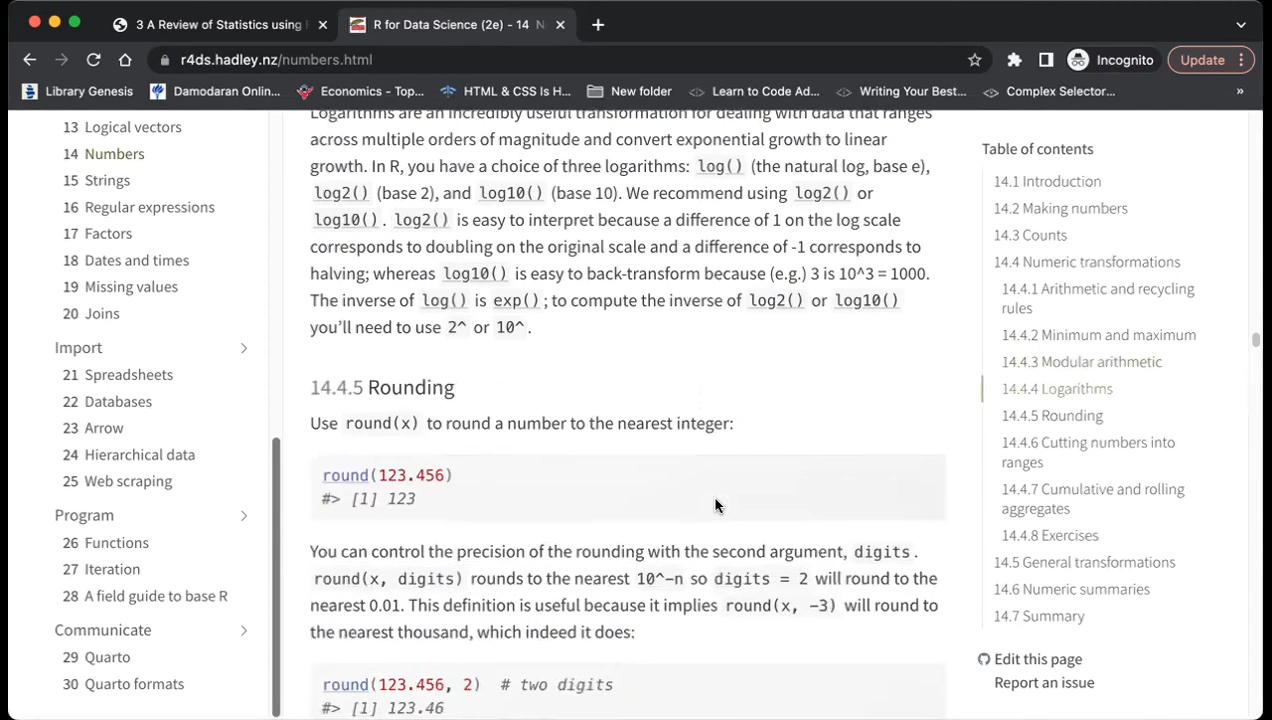 3 A Review of Statistics using
R for Data Science (2e) - 14
r4ds.hadley.nz/numbers.html
Incognito
Update
Library Genesis
Damodaran Onlin...
Economics - Top...
HTML & CSS Is H...
New folder
Learn to Code Ad...
Writing Your Best...
Complex Selector...
»
13 Logical vectors
14 Numbers
15 Strings
16 Regular expressions
17 Factors
18 Dates and times
19 Missing values
20 Joins
Import
21 Spreadsheets
22 Databases
23 Arrow
24 Hierarchical data
25 Web scraping
Program
26 Functions
27 Iteration
28 A field guide to base R
Communicate
29 Quarto
30 Quarto formats
Logarithms are an incredibly useful transformation for dealing with data that ranges
across multiple orders of magnitude and convert exponential growth to linear
growth. In R, you have a choice of three logarithms: log() (the natural log, base e),
log2() (base 2), and log10() (base 10). We recommend using log2() or
log10(). log2() is easy to interpret because a difference of 1 on the log scale
corresponds to doubling on the original scale and a difference of -1 corresponds to
halving; whereas log10() is easy to back-transform because (e.g.) 3 is 10^3 = 1000.
The inverse of log() is exp(); to compute the inverse of log2() or log10()
you’ll need to use 2^ or 10^.
14.4.5 Rounding
Use round(x) to round a number to the nearest integer:
round(123.456)
#> [1] 123
You can control the precision of the rounding with the second argument, digits.
round(x, digits) rounds to the nearest 10^-n so digits = 2 will round to the
nearest 0.01. This definition is useful because it implies round(x, -3) will round to
the nearest thousand, which indeed it does:
round(123.456, 2) # two digits
#> [1] 123.46
Table of contents
14.1 Introduction
14.2 Making numbers
14.3 Counts
14.4 Numeric transformations
14.4.1 Arithmetic and recycling
rules
14.4.2 Minimum and maximum
14.4.3 Modular arithmetic
14.4.4 Logarithms
14.4.5 Rounding
14.4.6 Cutting numbers into
ranges
14.4.7 Cumulative and rolling
aggregates
14.4.8 Exercises
14.5 General transformations
14.6 Numeric summaries
14.7 Summary
Edit this page
Report an issue